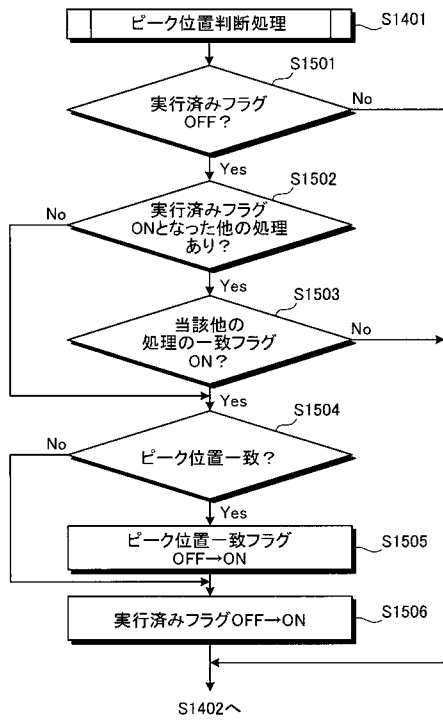 ピーク位置判断処理
S1401
S1501
実行済みフラグ
OFF？
No
Yes
S1502
実行済みフラグ
ONとなった他の処理
あり？
No
Yes
S1503
当該他の
処理の一致フラグ
ON？
No
Yes
S1504
ピーク位置一致？
No
Yes
ピーク位置一致フラグ
OFF→ON
S1505
実行済みフラグOFF→ON
S1506
S1402へ